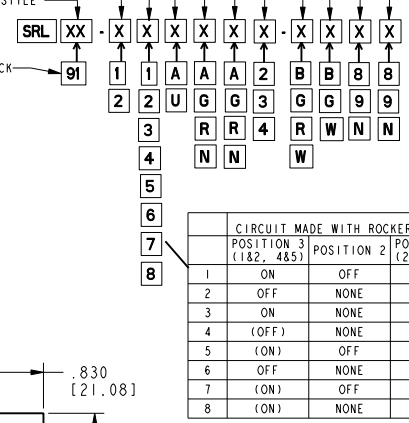 STYLE
SRL XX - X X X X X X - X X X X
CK 91 1 1 A A A 2 B B 8 8
2 2 U G G 3 G G 9 9
3 R R 4 R W N N
4 N N W
5
6
7
8
CIRCUIT MADE WITH ROCKER
POSITION 3 (1&2, 4&5) POSITION 2
1 ON OFF
2 OFF NONE
3 ON NONE
4 (OFF) NONE
5 (ON) OFF
6 OFF NONE
7 (ON) OFF
8 (ON) NONE
.830
[21.08]